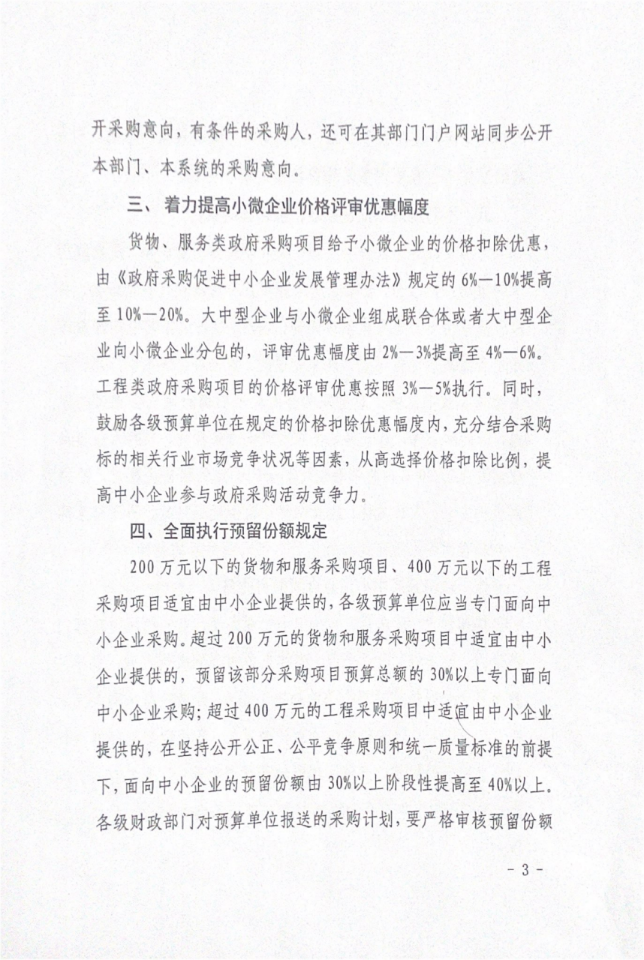 开采购意向，有条件的采购人，还可在其部门门户网站同步公开
本部门、本系统的采购意向。
三、着力提高小微企业价格评审优惠幅度
货物、服务类政府采购项目给予小微企业的价格扣除优惠，
由《政府采购促进中小企业发展管理办法》规定的 6%—10%提高
至 10%—20%。大中型企业与小微企业组成联合体或者大中型企
业向小微企业分包的，评审优惠幅度由 2%—3%提高至 4%—6%。
工程类政府采购项目的价格评审优惠按照 3%—5%执行。同时，
鼓励各级预算单位在规定的价格扣除优惠幅度内，充分结合采购
标的相关行业市场竞争状况等因素，从高选择价格扣除比例，提
高中小企业参与政府采购活动竞争力。
四、全面执行预留份额规定
200 万元以下的货物和服务采购项目、400 万元以下的工程
采购项目适宜由中小企业提供的，各级预算单位应当专门面向中
小企业采购。超过 200 万元的货物和服务采购项目中适宜由中小
企业提供的，预留该部分采购项目预算总额的 30%以上专门面向
中小企业采购；超过 400 万元的工程采购项目中适宜由中小企业
提供的，在坚持公开公正、公平竞争原则和统一质量标准的前提
下，面向中小企业的预留份额由 30%以上阶段性提高至 40%以上。
各级财政部门对预算单位报送的采购计划，要严格审核预留份额
- 3 -